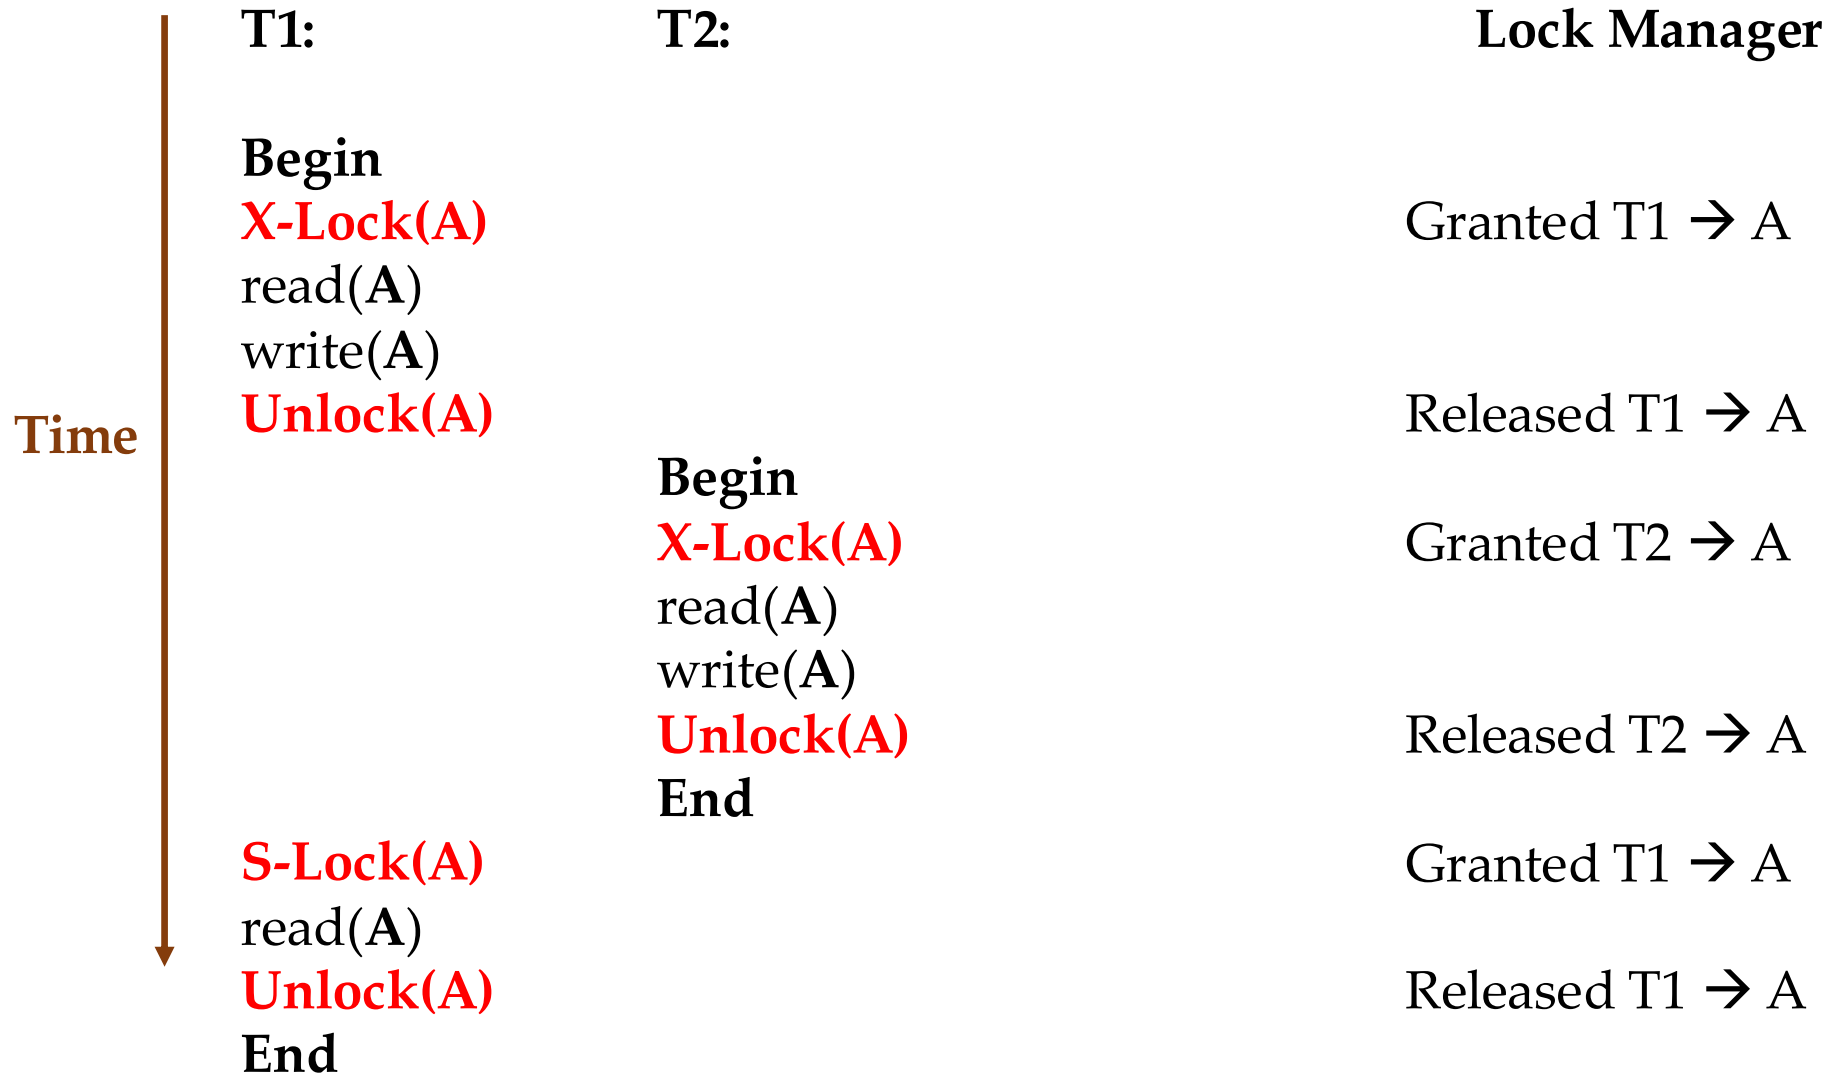 T1: T2: Lock Manager
Begin
X-Lock(A) Granted T1 → A
read(A)
write(A)
Unlock(A) Released T1 → A
Time
Begin
X-Lock(A) Granted T2 → A
read(A)
write(A)
Unlock(A) Released T2 → A
End
S-Lock(A) Granted T1 → A
read(A)
Unlock(A) Released T1 → A
End